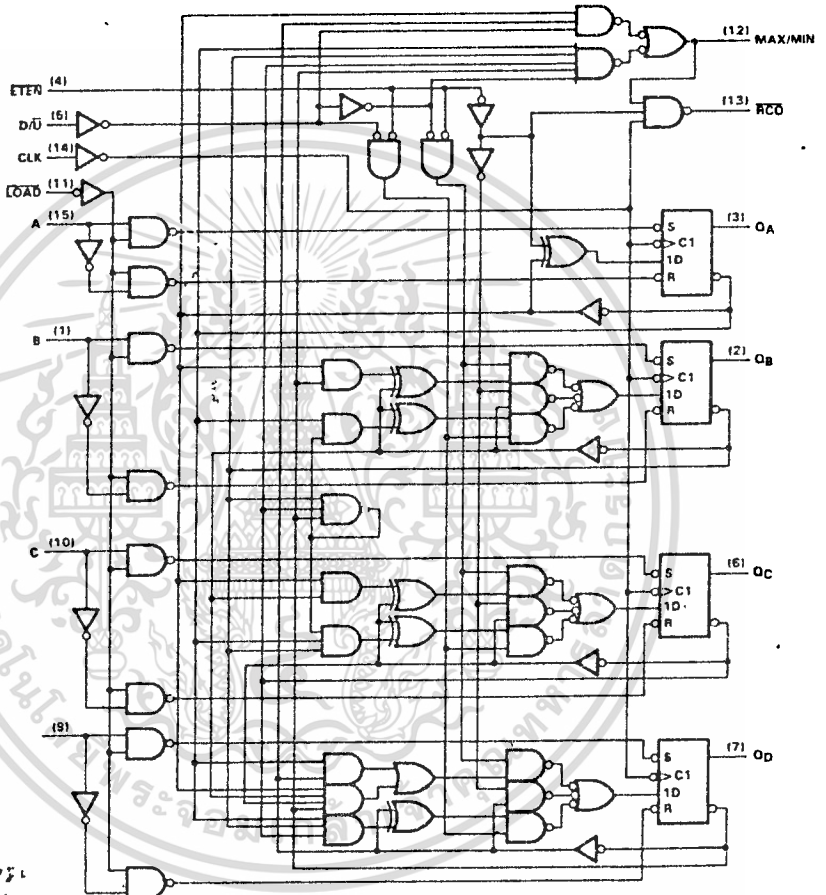 (12) MAX/MIN
(4)
(13) RCO
D/U (5)
CLK (14)
LOAD (11)
A (15)
S
C1
1D
R
(3) QA
B (1)
S
C1
1D
R
(2) QB
C (10)
S
C1
1D
R
(6) QC
(9)
S
C1
1D
R
(7) QD